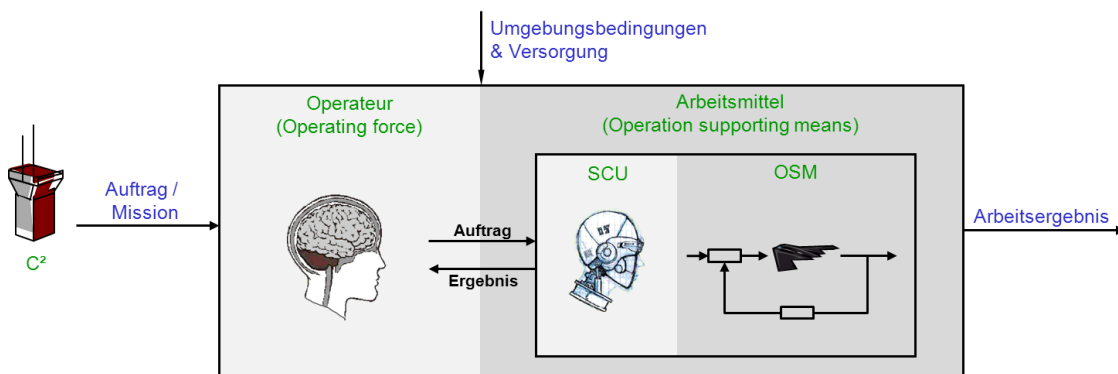 Umgebungsbedingungen
& Versorgung
Operateur
(Operating force)
Arbeitsmittel
(Operation supporting means)
SCU
OSM
Auftrag /
Mission
C²
Auftrag
Ergebnis
Arbeitsergebnis